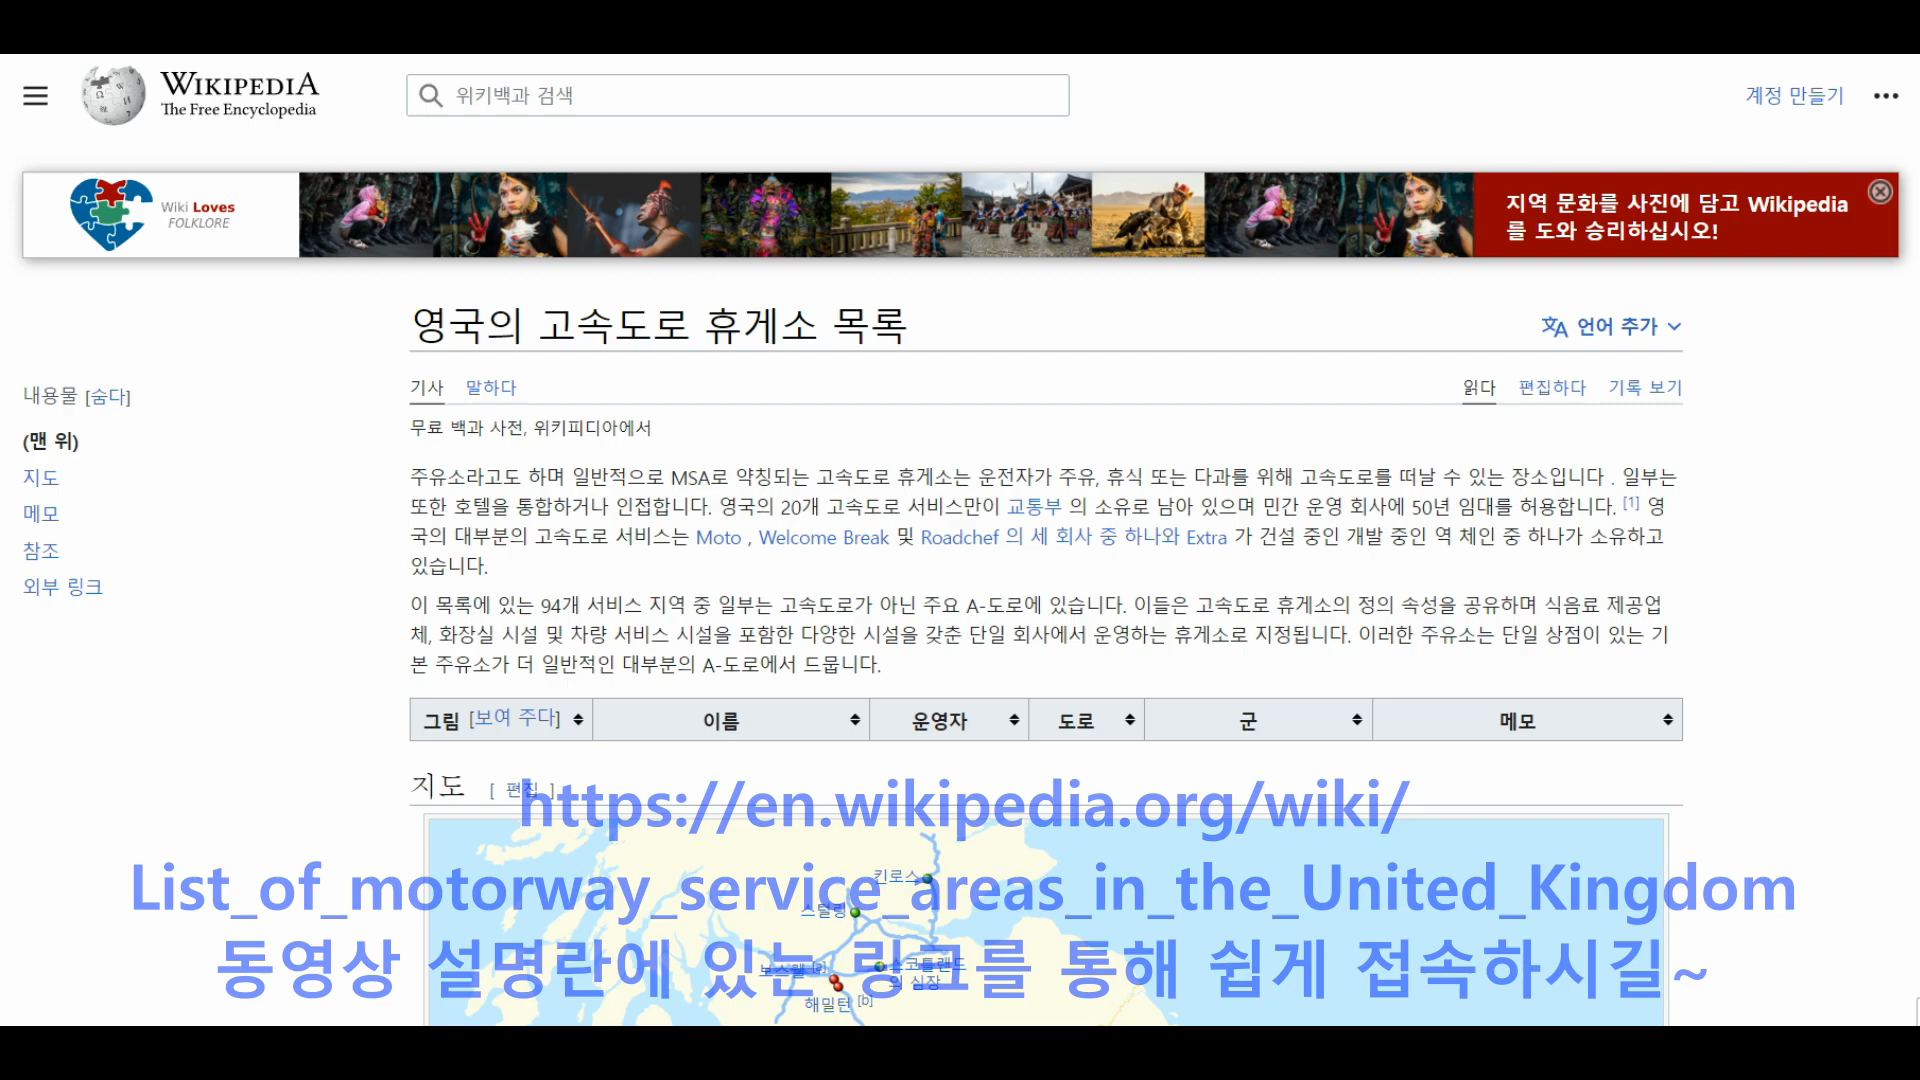 WIKIPEDIA
The Free Encyclopedia
위키백과 검색
계정 만들기
Wiki Loves
FOLKLORE
지역 문화를 사진에 담고 Wikipedia
를 도와 승리하십시오!
영국의 고속도로 휴게소 목록
언어 추가
내용물 [숨다]
(맨 위)
지도
메모
참조
외부 링크
기사 말하다
읽다 편집하다 기록 보기
무료 백과 사전, 위키피디아에서
주유소라고도 하며 일반적으로 MSA로 약칭되는 고속도로 휴게소는 운전자가 주유, 휴식 또는 다과를 위해 고속도로를 떠날 수 있는 장소입니다 . 일부는
또한 호텔을 통합하거나 인접합니다. 영국의 20개 고속도로 서비스만이 교통부 의 소유로 남아 있으며 민간 운영 회사에 50년 임대를 허용합니다. [1] 영
국의 대부분의 고속도로 서비스는 Moto , Welcome Break 및 Roadchef 의 세 회사 중 하나와 Extra 가 건설 중인 개발 중인 역 체인 중 하나가 소유하고
있습니다.
이 목록에 있는 94개 서비스 지역 중 일부는 고속도로가 아닌 주요 A-도로에 있습니다. 이들은 고속도로 휴게소의 정의 속성을 공유하며 식음료 제공업
체, 화장실 시설 및 차량 서비스 시설을 포함한 다양한 시설을 갖춘 단일 회사에서 운영하는 휴게소로 지정됩니다. 이러한 주유소는 단일 상점이 있는 기
본 주유소가 더 일반적인 대부분의 A-도로에서 드뭅니다.
그림 [보여 주다] 이름 운영자 도로 군 메모
지도 [ 편집 ]
https://en.wikipedia.org/wiki/
List_of_motorway_service_areas_in_the_United_Kingdom
동영상 설명란에 있는 링크를 통해 쉽게 접속하시길~
킨로스
스털링
보스웰 [a]
스코틀랜드
의 심장
해밀턴 [b]